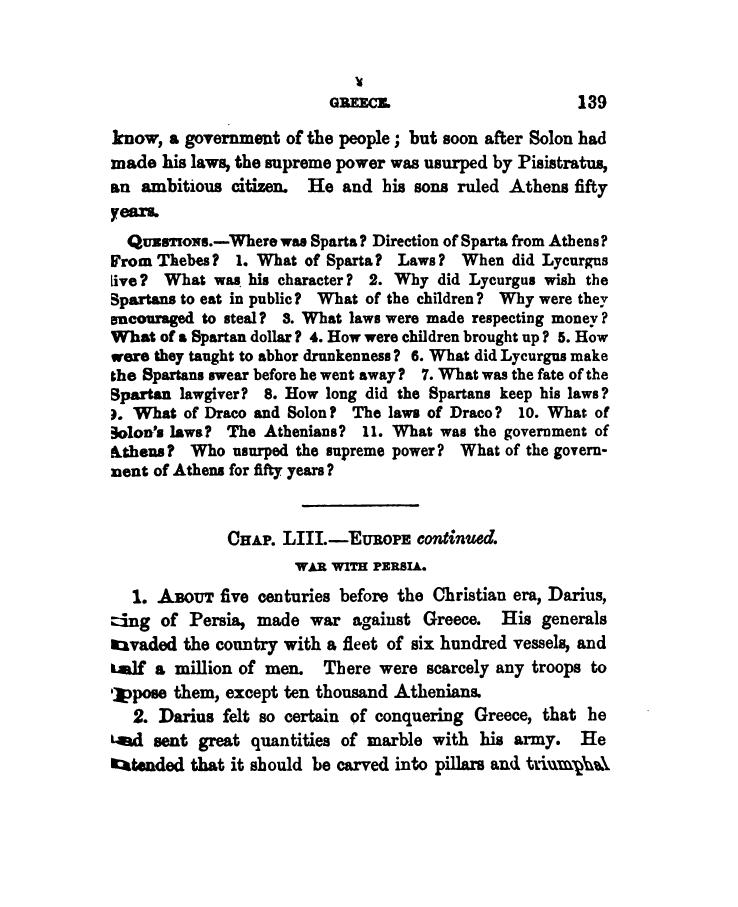 GREECE. 139
know, a government of the people; but soon after Solon had
made his laws, the supreme power was usurped by Pisistratus,
an ambitious citizen. He and his sons ruled Athens fifty
years.
QUESTIONS.—Where was Sparta? Direction of Sparta from Athens?
From Thebes? 1. What of Sparta? Laws? When did Lycurgus
live? What was his character? 2. Why did Lycurgus wish the
Spartans to eat in public? What of the children? Why were they
encouraged to steal? 3. What laws were made respecting money?
What of a Spartan dollar? 4. How were children brought up? 5. How
were they taught to abhor drunkenness? 6. What did Lycurgus make
the Spartans swear before he went away? 7. What was the fate of the
Spartan lawgiver? 8. How long did the Spartans keep his laws?
9. What of Draco and Solon? The laws of Draco? 10. What of
Solon's laws? The Athenians? 11. What was the government of
Athens? Who usurped the supreme power? What of the govern-
ment of Athens for fifty years?
CHAP. LIII.—EUROPE continued.
WAR WITH PERSIA.
1. ABOUT five centuries before the Christian era, Darius,
king of Persia, made war against Greece. His generals
invaded the country with a fleet of six hundred vessels, and
half a million of men. There were scarcely any troops to
oppose them, except ten thousand Athenians.
2. Darius felt so certain of conquering Greece, that he
had sent great quantities of marble with his army. He
intended that it should be carved into pillars and triumphal